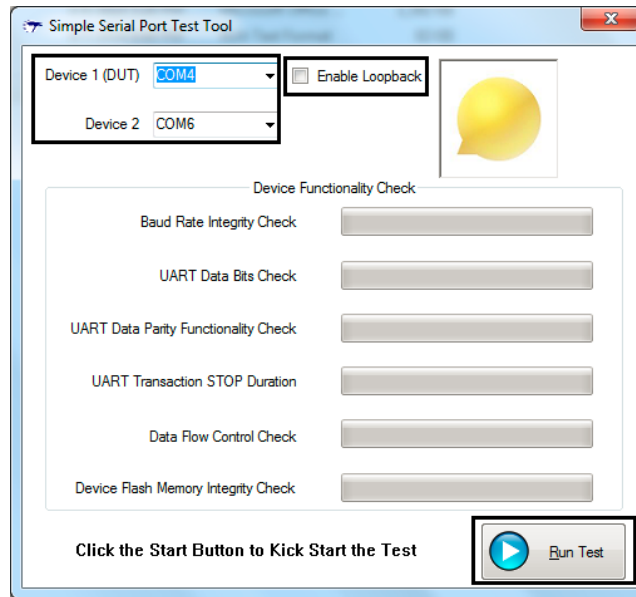 Simple Serial Port Test Tool
Device 1 (DUT) COM4 Enable Loopback
Device 2 COM6
Device Functionality Check
Baud Rate Integrity Check
UART Data Bits Check
UART Data Parity Functionality Check
UART Transaction STOP Duration
Data Flow Control Check
Device Flash Memory Integrity Check
Click the Start Button to Kick Start the Test
Run Test